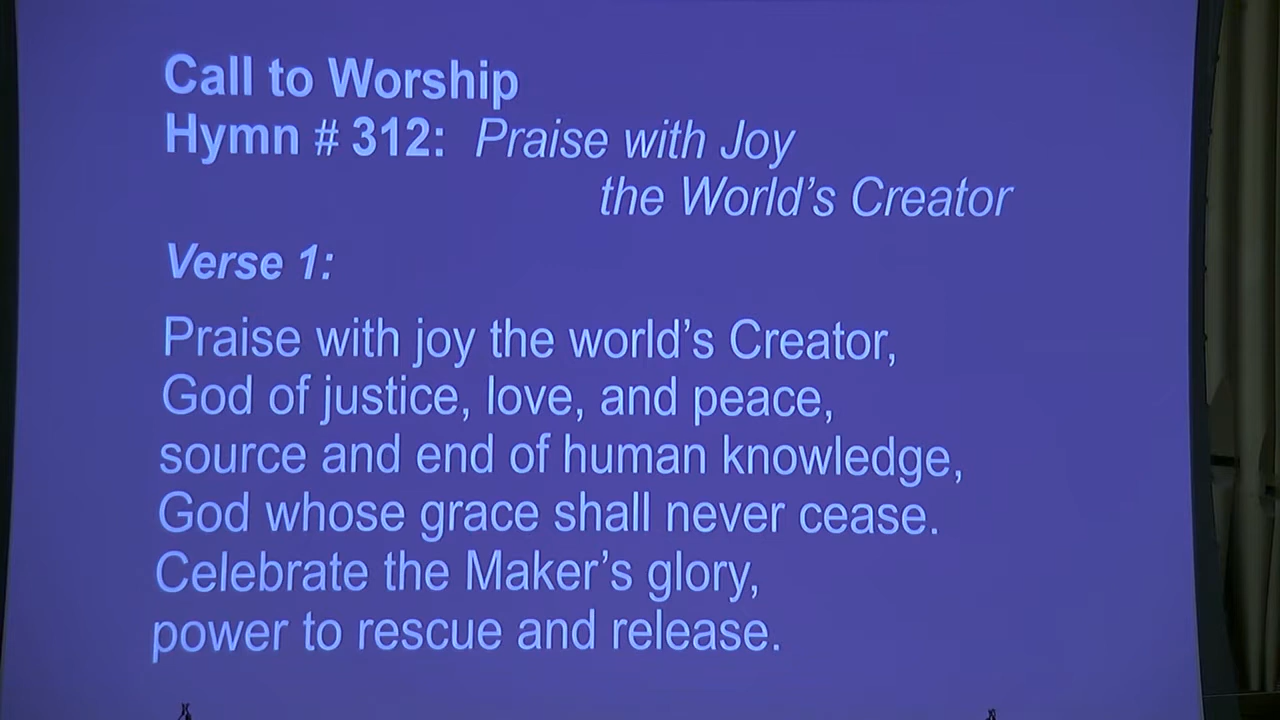 Call to Worship
Hymn # 312: Praise with Joy
the World’s Creator
Verse 1:
Praise with joy the world’s Creator,
God of justice, love, and peace,
source and end of human knowledge,
God whose grace shall never cease.
Celebrate the Maker’s glory,
power to rescue and release.